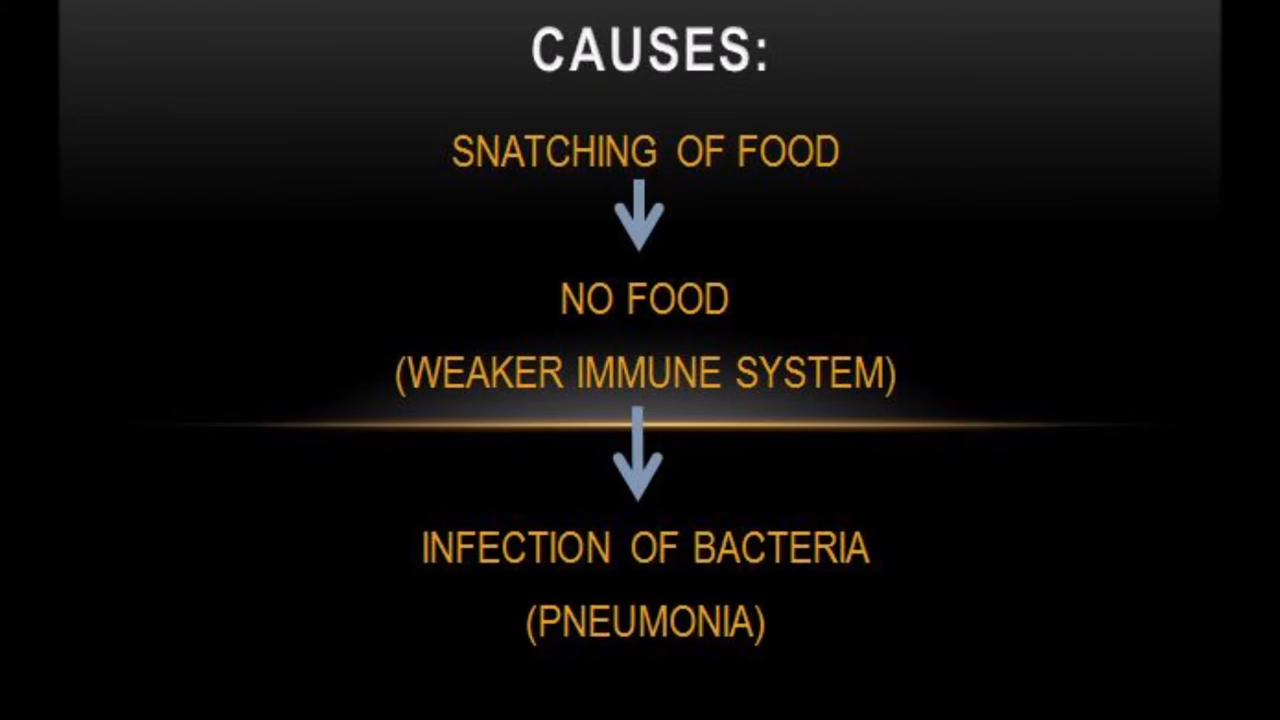 CAUSES:
SNATCHING OF FOOD
NO FOOD
(WEAKER IMMUNE SYSTEM)
INFECTION OF BACTERIA
(PNEUMONIA)